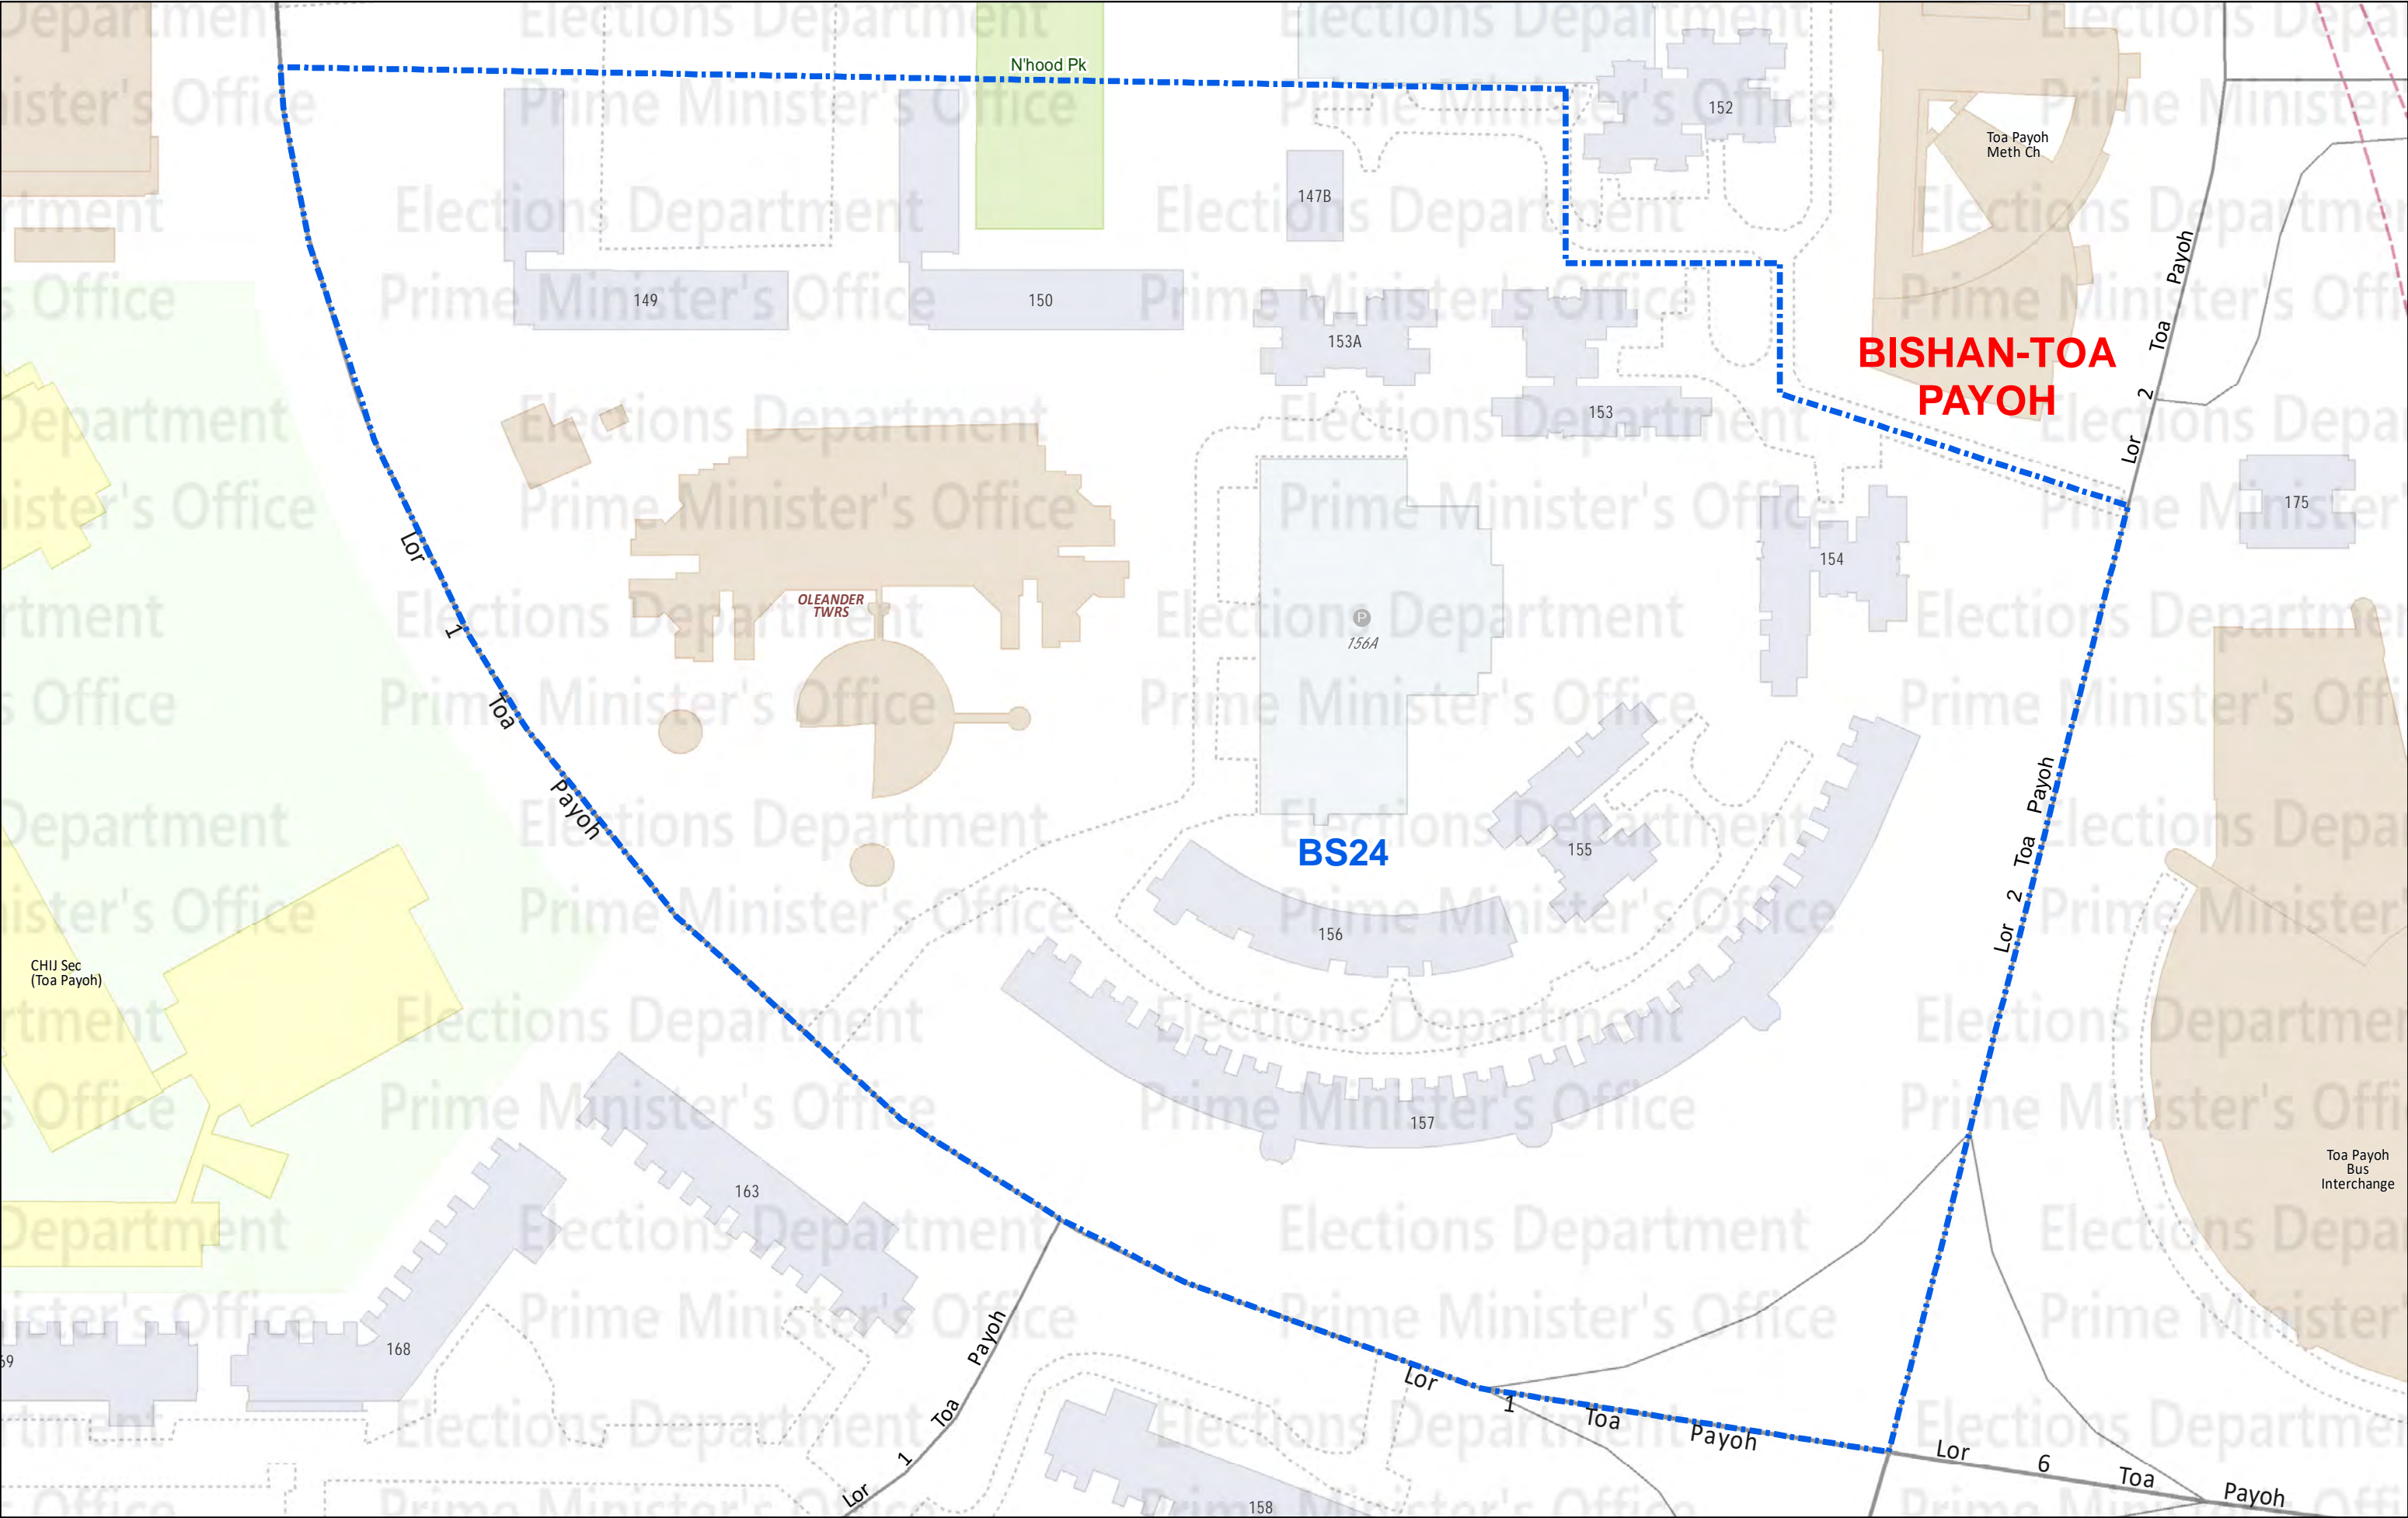 N'hood Pk
152
Toa Payoh
Meth Ch
147B
149
150
153A
153
BISHAN-TOA
PAYOH
Lor 2 Toa Payoh
175
154
OLEANDER
TWRS
P
156A
Lor 1 Toa Payoh
Lor 2 Toa Payoh
BS24
155
156
CHIJ Sec
(Toa Payoh)
157
Toa Payoh
Bus
Interchange
163
168
69
Lor 1 Toa Payoh
Lor 1 Toa Payoh
Lor 6 Toa Payoh
158
Elections Department
Prime Minister's Office